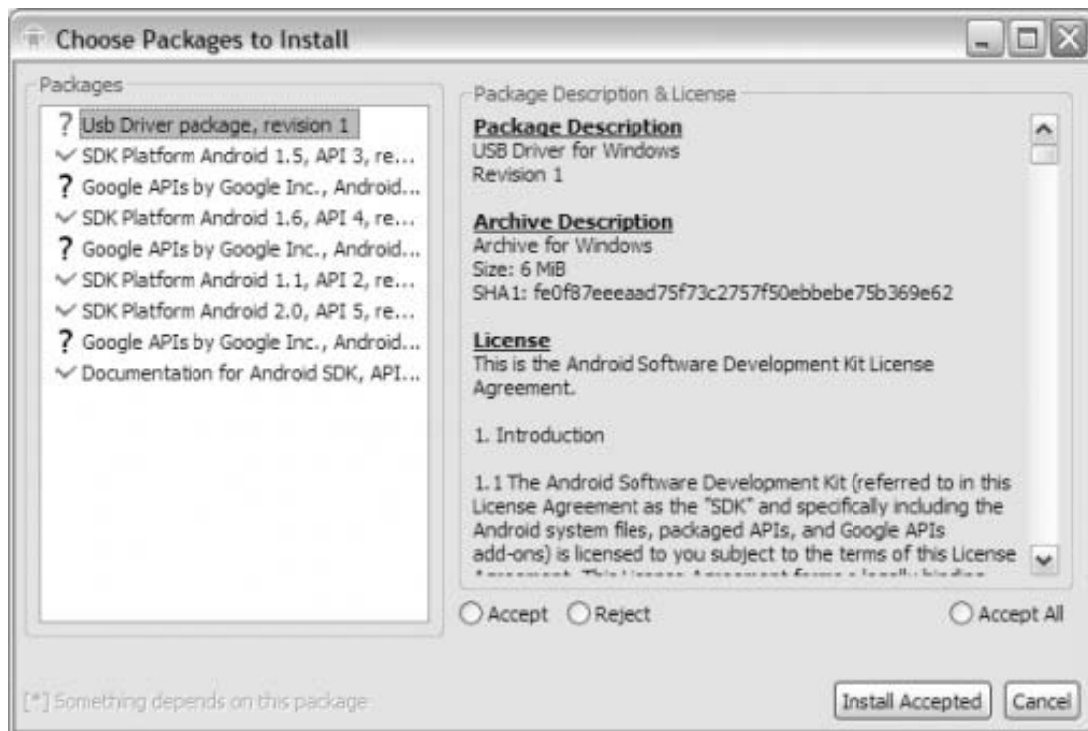 Choose Packages to Install
Packages
? Usb Driver package, revision 1
SDK Platform Android 1.5, API 3, re...
? Google APIs by Google Inc., Android...
SDK Platform Android 1.6, API 4, re...
? Google APIs by Google Inc., Android...
SDK Platform Android 1.1, API 2, re...
SDK Platform Android 2.0, API 5, re...
? Google APIs by Google Inc., Android...
Documentation for Android SDK, API...
Package Description & License
Package Description
USB Driver for Windows
Revision 1
Archive Description
Archive for Windows
Size: 6 MiB
SHA1: fe0f87eeeaad75f73c2757f50ebbebe75b369e62
License
This is the Android Software Development Kit License
Agreement.
1. Introduction
1.1 The Android Software Development Kit (referred to in this
License Agreement as the "SDK" and specifically including the
Android system files, packaged APIs, and Google APIs
add-ons) is licensed to you subject to the terms of this License
Accept
Reject
Accept All
[*] Something depends on this package
Install Accepted
Cancel